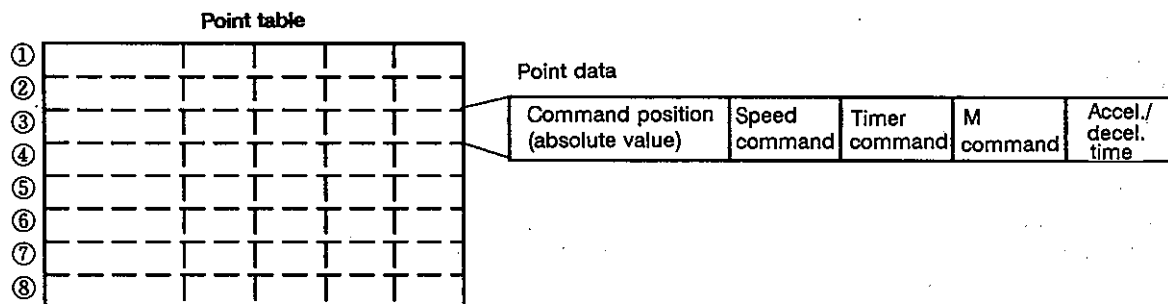 Point table
①
②
③
④
⑤
⑥
⑦
⑧
Point data
Command position
(absolute value)
Speed
command
Timer
command
M
command
Accel./
decel.
time